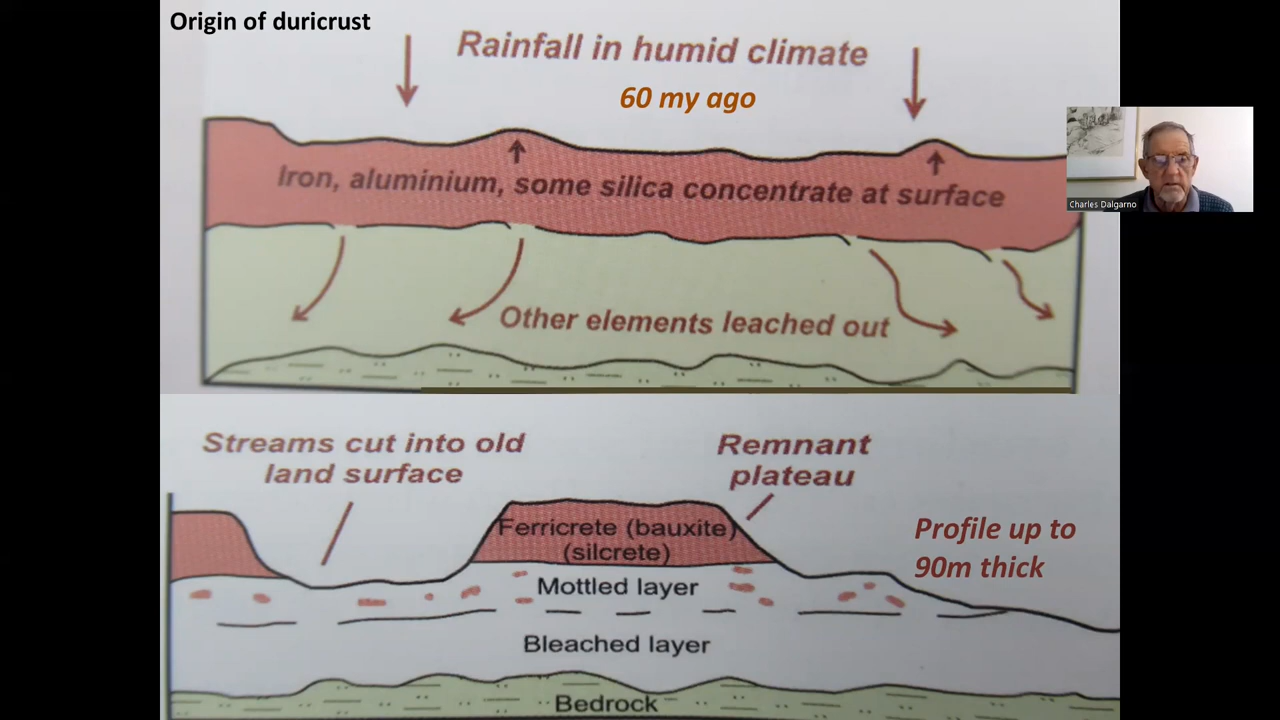 Origin of duricrust
Rainfall in humid climate
60 my ago
Iron, aluminium, some silica concentrate at surface
Charles Dalgarno
Other elements leached out
Streams cut into old
land surface
Remnant
plateau
Ferricrete (bauxite)
(silcrete)
Profile up to
90m thick
Mottled layer
Bleached layer
Bedrock